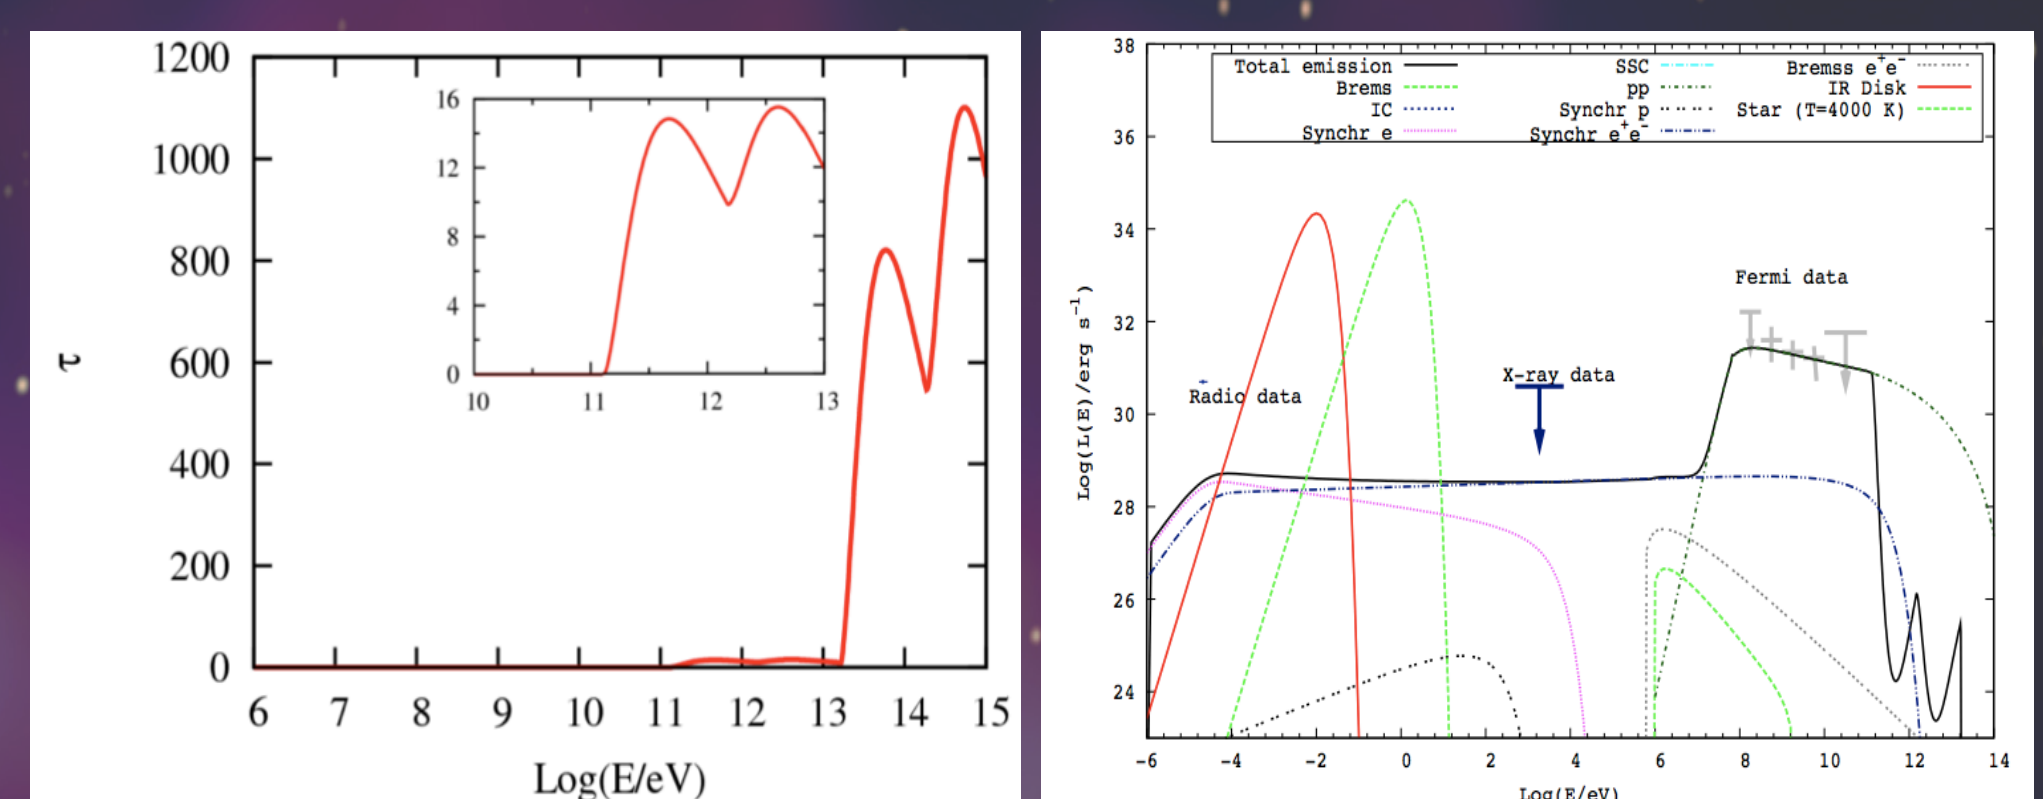 1200
1000
800
600
400
200
0
τ
6 7 8 9 10 11 12 13 14 15
Log(E/eV)
16
12
8
4
0
10 11 12 13
38
36
34
32
30
28
26
24
Log(L(E)/erg s⁻¹)
Total emission
Brems
IC
Synchr e
SSC
pp
Synchr p
Synchr e⁺e⁻
Bremss e⁺e⁻
IR Disk
Star (T=4000 K)
Fermi data
X-ray data
Radio data
-6 -4 -2 0 2 4 6 8 10 12 14
Log(E/eV)